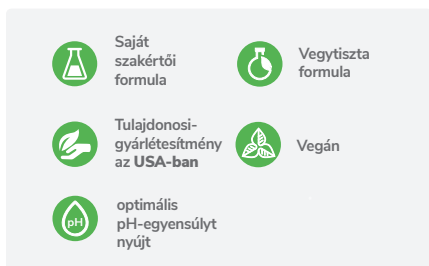 Saját
szakértői
formula
Vegytiszta
formula
Tulajdonosi-
gyárlétesítmény
az USA-ban
Vegán
pH
optimális
pH-egyensúlyt
nyújt